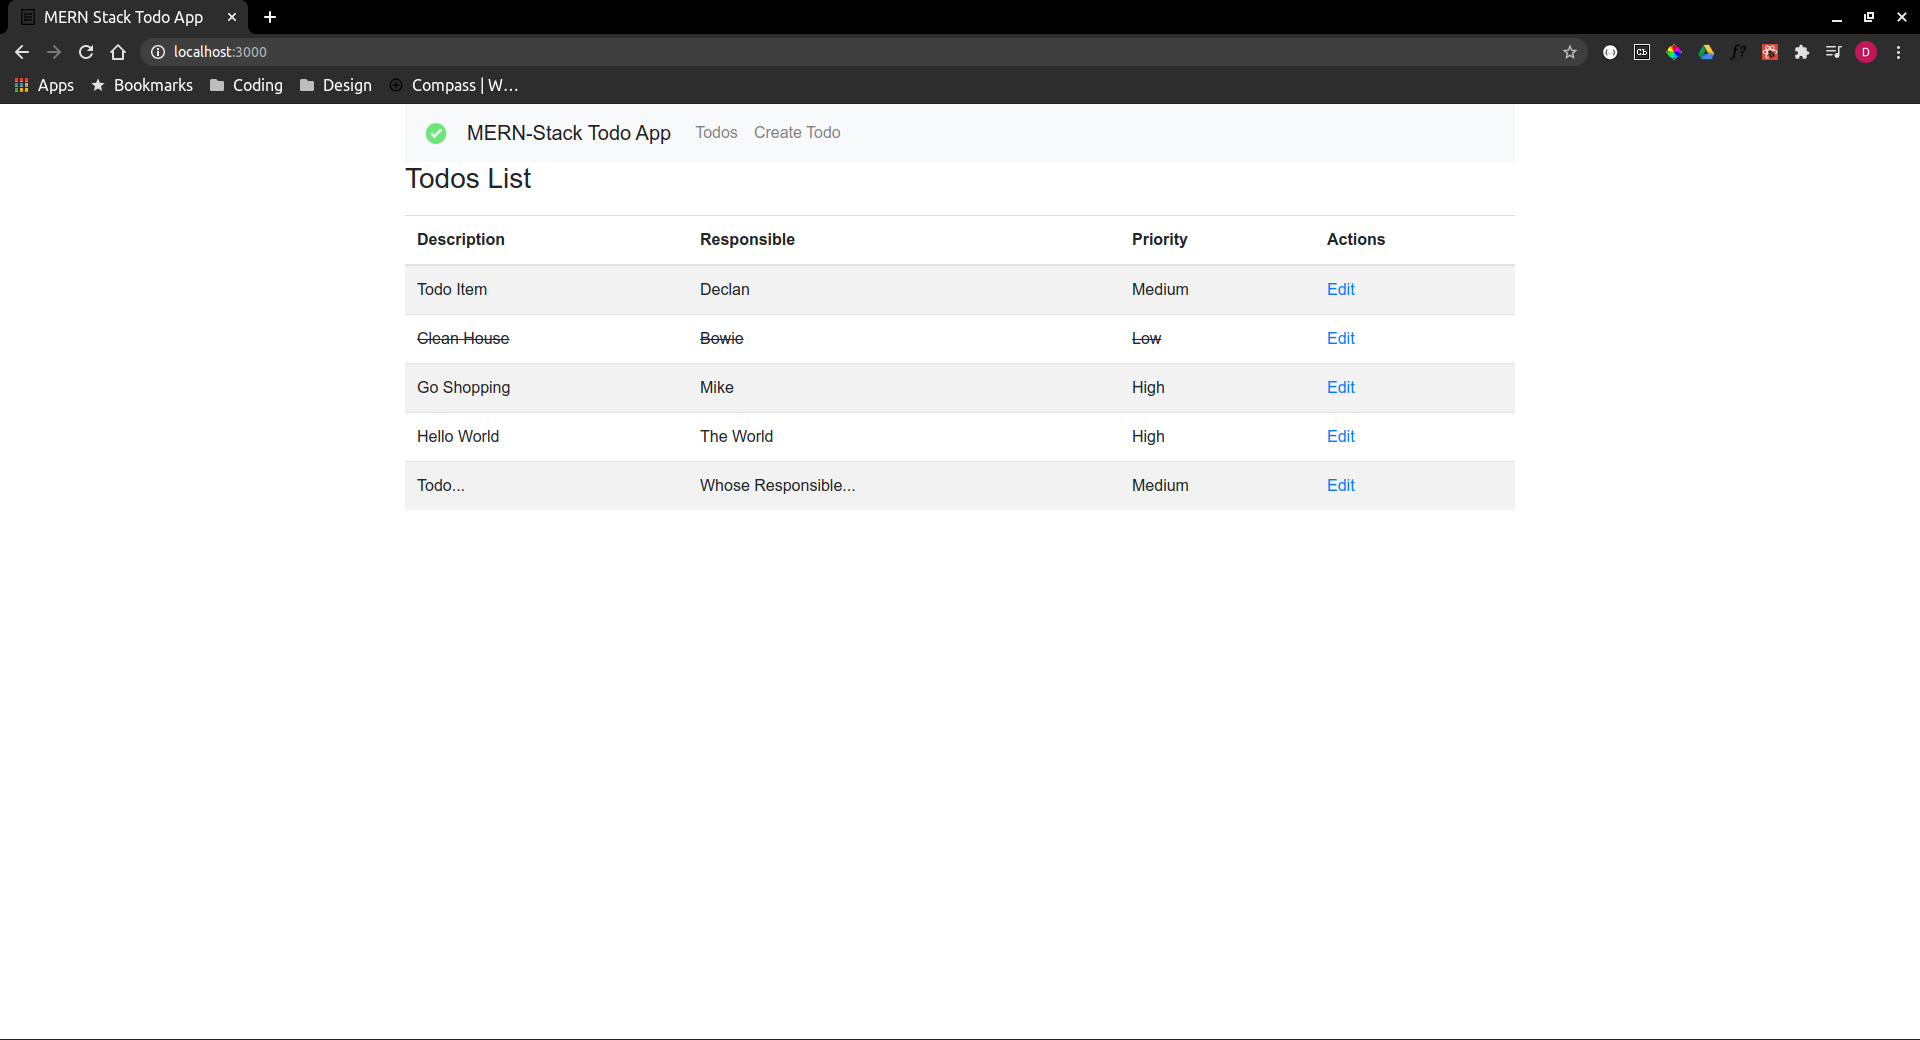 MERN Stack Todo App
localhost:3000
Apps Bookmarks Coding Design Compass | W...
MERN-Stack Todo App Todos Create Todo
Todos List
Description Responsible Priority Actions
Todo Item Declan Medium Edit
Clean House Bowie Low Edit
Go Shopping Mike High Edit
Hello World The World High Edit
Todo... Whose Responsible... Medium Edit